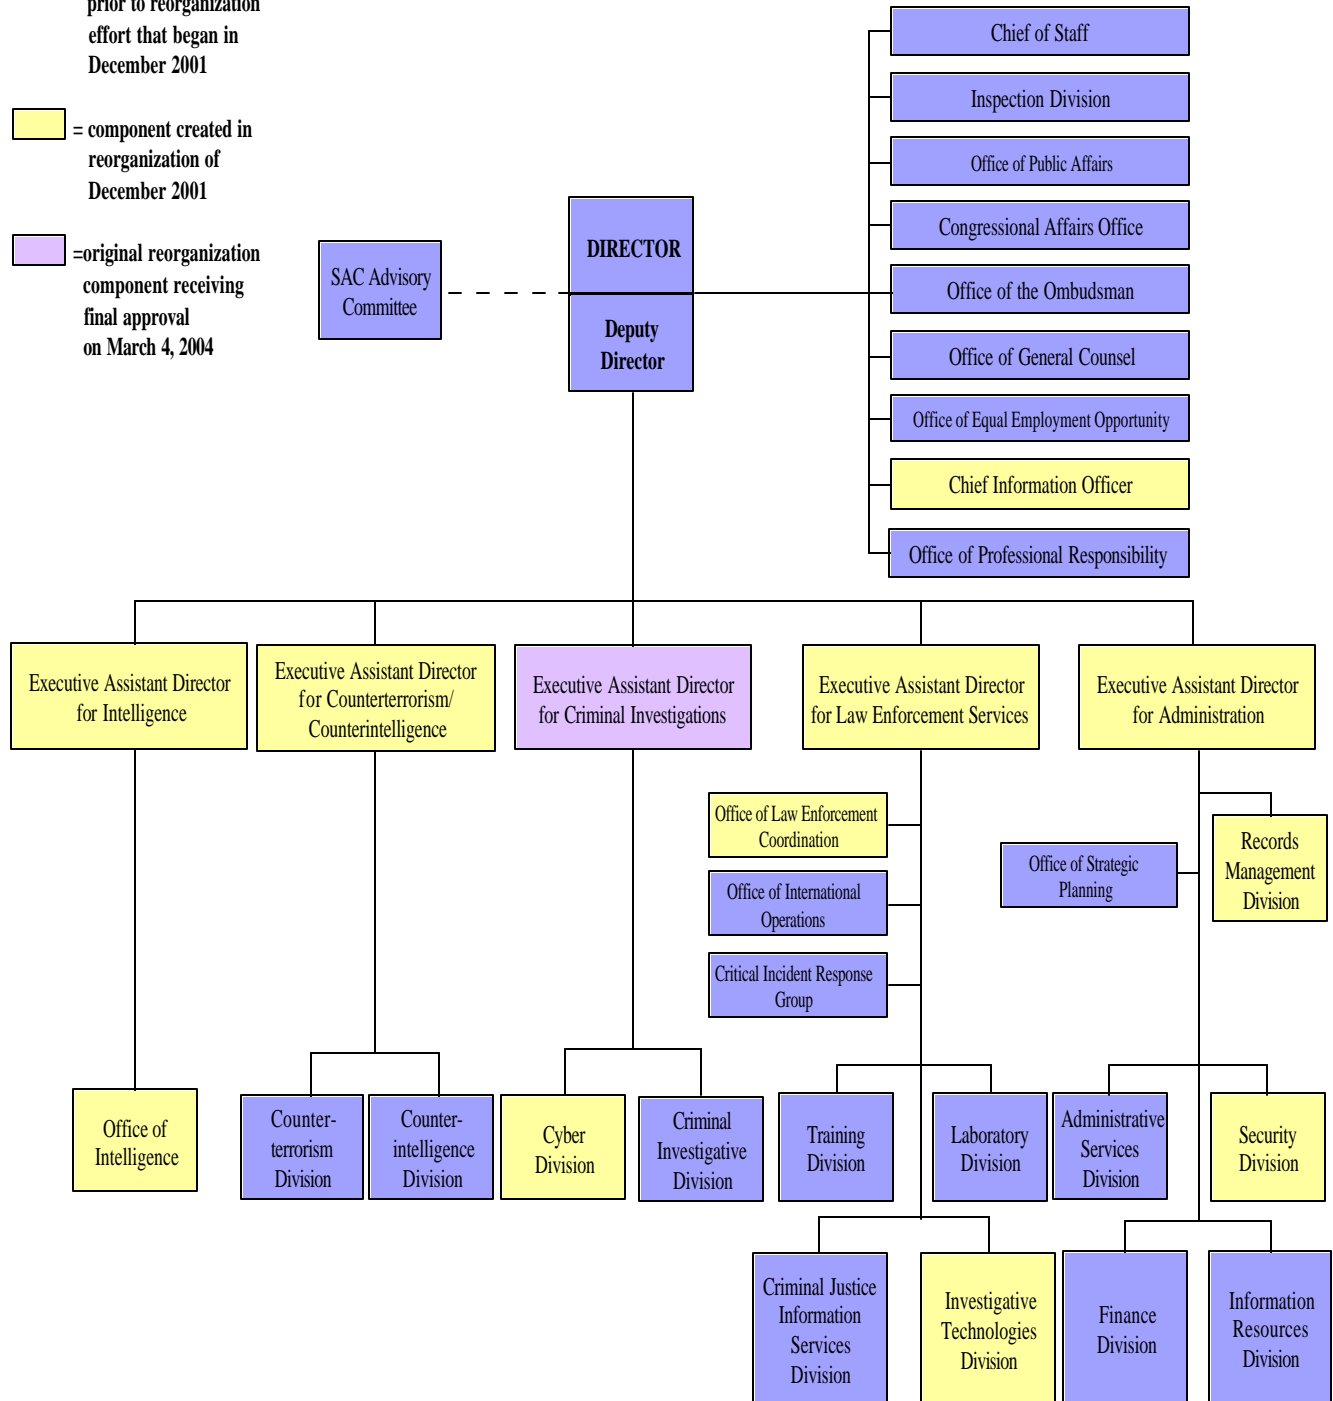 prior to reorganization
effort that began in
December 2001
= component created in
reorganization of
December 2001
=original reorganization
component receiving
final approval
on March 4, 2004
SAC Advisory
Committee
DIRECTOR
Deputy
Director
Chief of Staff
Inspection Division
Office of Public Affairs
Congressional Affairs Office
Office of the Ombudsman
Office of General Counsel
Office of Equal Employment Opportunity
Chief Information Officer
Office of Professional Responsibility
Executive Assistant Director
for Intelligence
Executive Assistant Director
for Counterterrorism/
Counterintelligence
Executive Assistant Director
for Criminal Investigations
Executive Assistant Director
for Law Enforcement Services
Executive Assistant Director
for Administration
Office of Law Enforcement
Coordination
Office of International
Operations
Critical Incident Response
Group
Office of Strategic
Planning
Records
Management
Division
Office of
Intelligence
Counter-
terrorism
Division
Counter-
intelligence
Division
Cyber
Division
Criminal
Investigative
Division
Training
Division
Laboratory
Division
Administrative
Services
Division
Security
Division
Criminal Justice
Information
Services
Division
Investigative
Technologies
Division
Finance
Division
Information
Resources
Division